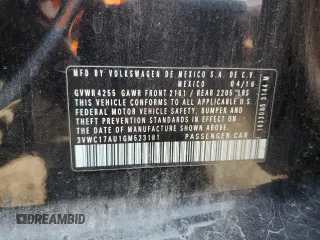 MFD BY VOLKSWAGEN DE MEXICO S.A. DE C.V.
MEXICO 04/16
GVWR 4255 GAWR FRONT 2161 / REAR 2205 LBS
THIS VEHICLE CONFORMS TO ALL APPLICABLE
FEDERAL MOTOR VEHICLE SAFETY, BUMPER AND
THEFT PREVENTION STANDARDS IN EFFECT ON
THE DATE OF MANUFACTURE SHOWN ABOVE.
3VWC17AU1GM523181 PASSENGER CAR
DREAMBID